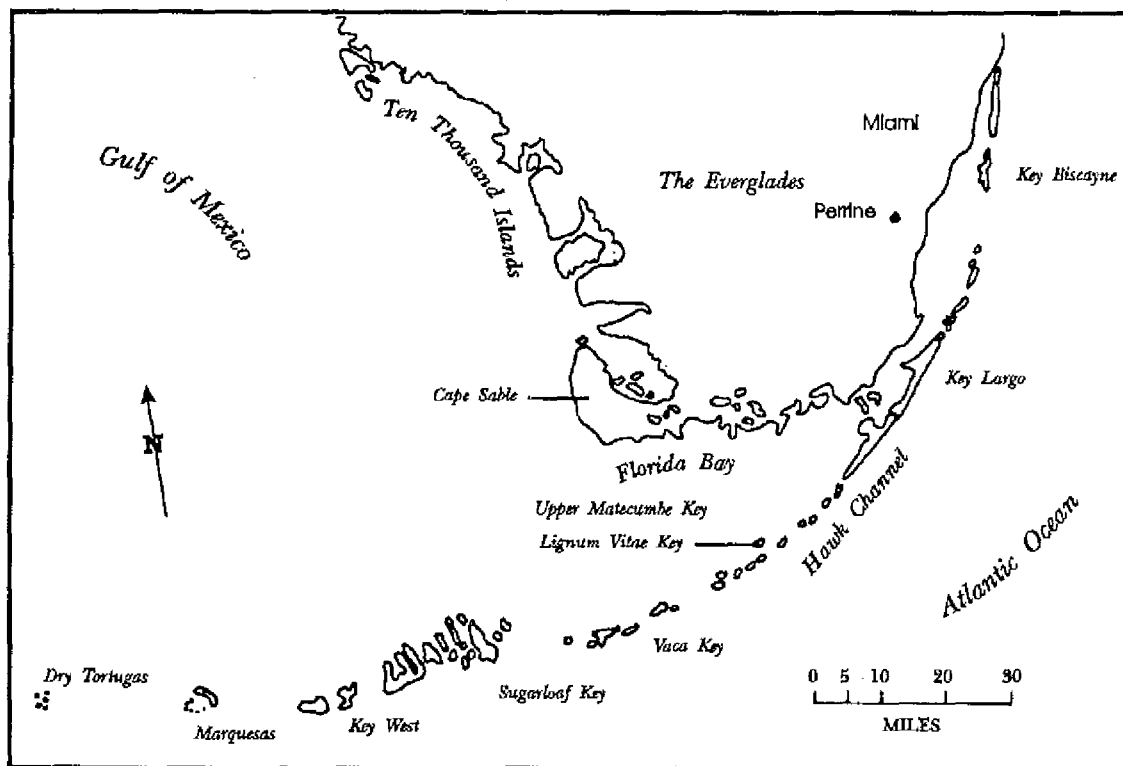 Ten Thousand Islands
Miami
Gulf of Mexico
The Everglades
Key Biscayne
Perrine
Cape Sable
Key Largo
N
Florida Bay
Upper Matecumbe Key
Lignum Vitae Key
Hawk Channel
Atlantic Ocean
Vaca Key
Dry Tortugas
Sugarloaf Key
Marquesas
Key West
0 5 10 20 30
MILES